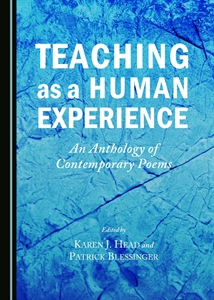 TEACHING
as a HUMAN
EXPERIENCE
An Anthology of
Contemporary Poems
Edited by
KAREN J. HEAD and
PATRICK BLESSINGER